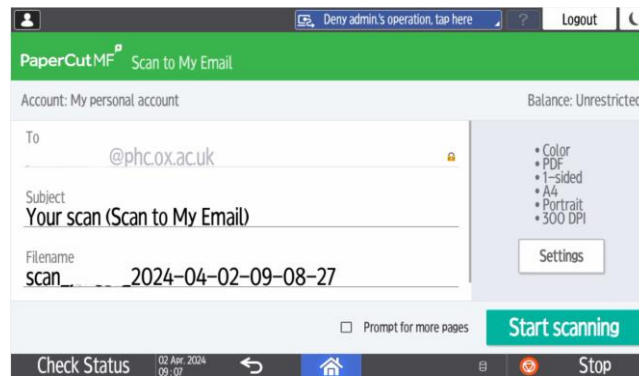 Deny admin.'s operation, tap here
?
Logout
PaperCut MF Scan to My Email
Account: My personal account
Balance: Unrestricted
To
@phc.ox.ac.uk
Subject
Your scan (Scan to My Email)
Filename
scan_ _2024-04-02-09-08-27
• Color
• PDF
• 1-sided
• A4
• Portrait
• 300 DPI
Settings
Prompt for more pages
Start scanning
Check Status
02 Apr. 2024
09:07
Stop